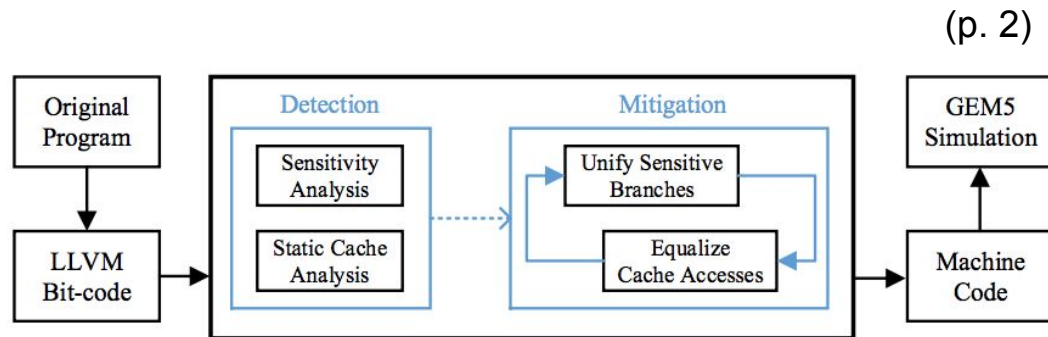 (p. 2)
Original
Program
LLVM
Bit-code
Detection
Sensitivity
Analysis
Static Cache
Analysis
Mitigation
Unify Sensitive
Branches
Equalize
Cache Accesses
GEM5
Simulation
Machine
Code